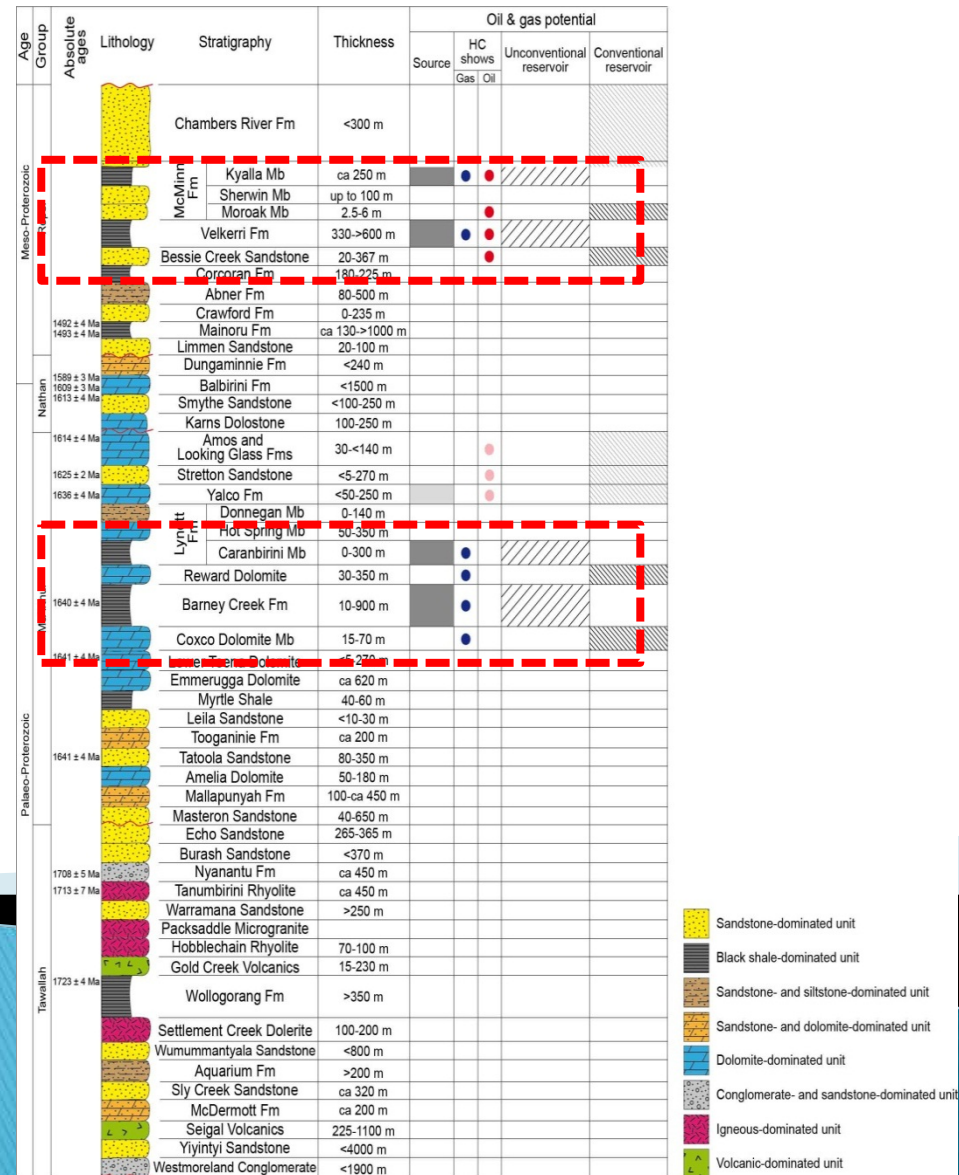 Age
Group
Absolute ages
Lithology
Stratigraphy
Thickness
Oil & gas potential
Source
HC shows
Gas Oil
Unconventional reservoir
Conventional reservoir
Meso-Proterozoic
Palaeo-Proterozoic
Nathan
Tawallah
Chambers River Fm <300 m
McMinn Fm
Kyalla Mb ca 250 m
Sherwin Mb up to 100 m
Moroak Mb 2.5-6 m
Velkerri Fm 330->600 m
Bessie Creek Sandstone 20-367 m
Corcoran Fm 180-225 m
Abner Fm 80-500 m
Crawford Fm 0-235 m
1492 ± 4 Ma
1493 ± 4 Ma
Mainoru Fm ca 130->1000 m
Limmen Sandstone 20-100 m
Dungaminnie Fm <240 m
1589 ± 3 Ma
1609 ± 3 Ma
Balbirini Fm <1500 m
1613 ± 4 Ma
Smythe Sandstone <100-250 m
Karns Dolostone 100-250 m
1614 ± 4 Ma
Amos and
Looking Glass Fms 30-<140 m
1625 ± 2 Ma Stretton Sandstone <5-270 m
1636 ± 4 Ma Yalco Fm <50-250 m
Lynott Fm
Donnegan Mb 0-140 m
Hot Spring Mb 50-350 m
Caranbirini Mb 0-300 m
Reward Dolomite 30-350 m
1640 ± 4 Ma Barney Creek Fm 10-900 m
Coxco Dolomite Mb 15-70 m
1641 ± 4 Ma Lower Teena Dolomite <5-270 m
Emmerugga Dolomite ca 620 m
Myrtle Shale 40-60 m
Leila Sandstone <10-30 m
Tooganinie Fm ca 200 m
1641 ± 4 Ma Tatoola Sandstone 80-350 m
Amelia Dolomite 50-180 m
Mallapunyah Fm 100-ca 450 m
Masteron Sandstone 40-650 m
Echo Sandstone 265-365 m
Burash Sandstone <370 m
1708 ± 5 Ma Nyanantu Fm ca 450 m
1713 ± 7 Ma Tanumbirini Rhyolite ca 450 m
Warramana Sandstone >250 m
Packsaddle Microgranite
Hobblechain Rhyolite 70-100 m
Gold Creek Volcanics 15-230 m
1723 ± 4 Ma Wollogorang Fm >350 m
Settlement Creek Dolerite 100-200 m
Wumummantyala Sandstone <800 m
Aquarium Fm >200 m
Sly Creek Sandstone ca 320 m
McDermott Fm ca 200 m
Seigal Volcanics 225-1100 m
Yiyintyi Sandstone <4000 m
Westmoreland Conglomerate <1900 m
Sandstone-dominated unit
Black shale-dominated unit
Sandstone- and siltstone-dominated unit
Sandstone- and dolomite-dominated unit
Dolomite-dominated unit
Conglomerate- and sandstone-dominated unit
Igneous-dominated unit
Volcanic-dominated unit